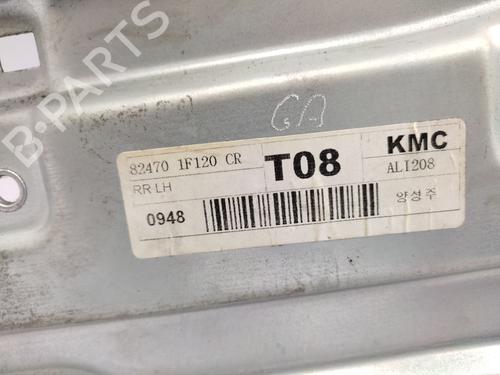 B-PARTS
GA
82470 1F120 CR
T08
KMC
RR LH
ALI208
0948
양성주